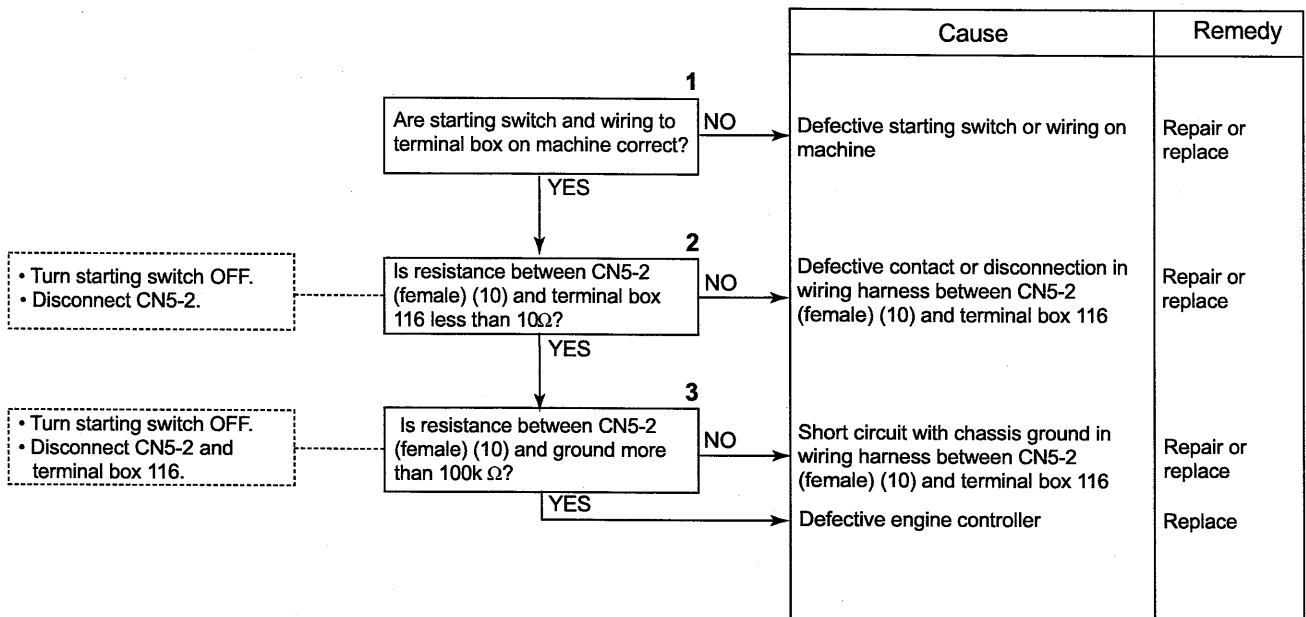 Cause
Remedy
1
Are starting switch and wiring to
terminal box on machine correct?
NO
Defective starting switch or wiring on
machine
Repair or
replace
YES
2
• Turn starting switch OFF.
• Disconnect CN5-2.
Is resistance between CN5-2
(female) (10) and terminal box
116 less than 10Ω?
NO
Defective contact or disconnection in
wiring harness between CN5-2
(female) (10) and terminal box 116
Repair or
replace
YES
3
• Turn starting switch OFF.
• Disconnect CN5-2 and
terminal box 116.
Is resistance between CN5-2
(female) (10) and ground more
than 100k Ω?
NO
Short circuit with chassis ground in
wiring harness between CN5-2
(female) (10) and terminal box 116
Repair or
replace
YES
Defective engine controller
Replace